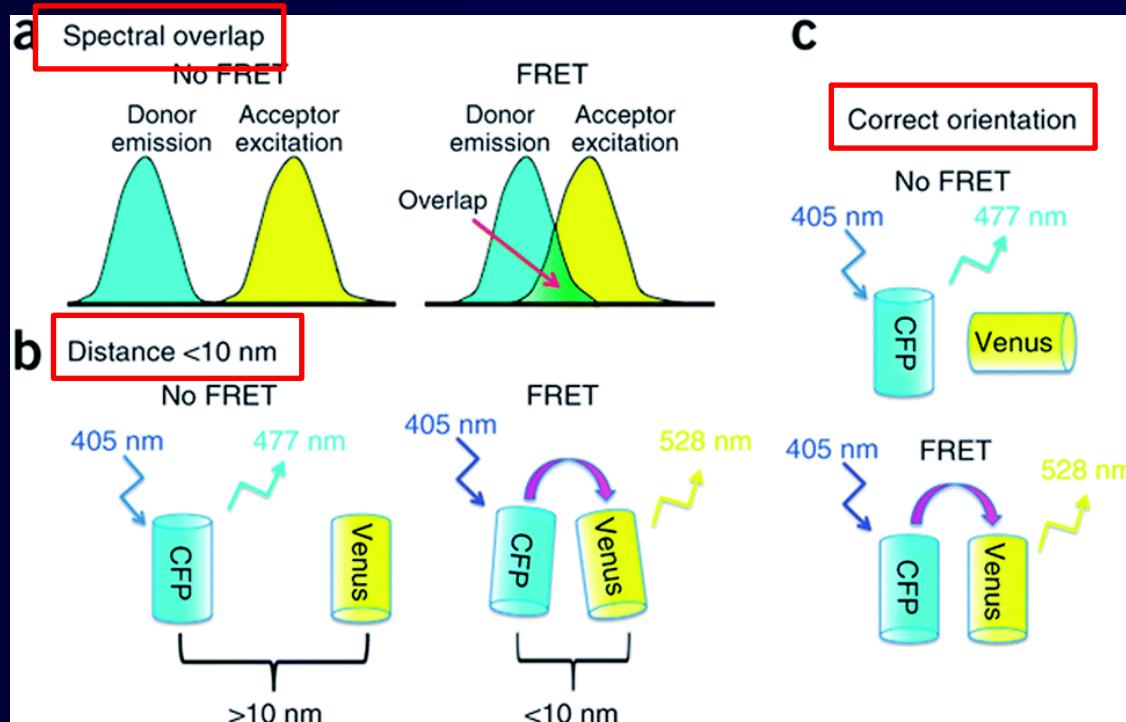 a
Spectral overlap
No FRET
Donor
emission
Acceptor
excitation
FRET
Donor
emission
Acceptor
excitation
Overlap
b
Distance <10 nm
No FRET
405 nm
477 nm
CFP
Venus
>10 nm
FRET
405 nm
528 nm
CFP
Venus
<10 nm
c
Correct orientation
No FRET
405 nm
477 nm
CFP
Venus
FRET
405 nm
528 nm
CFP
Venus